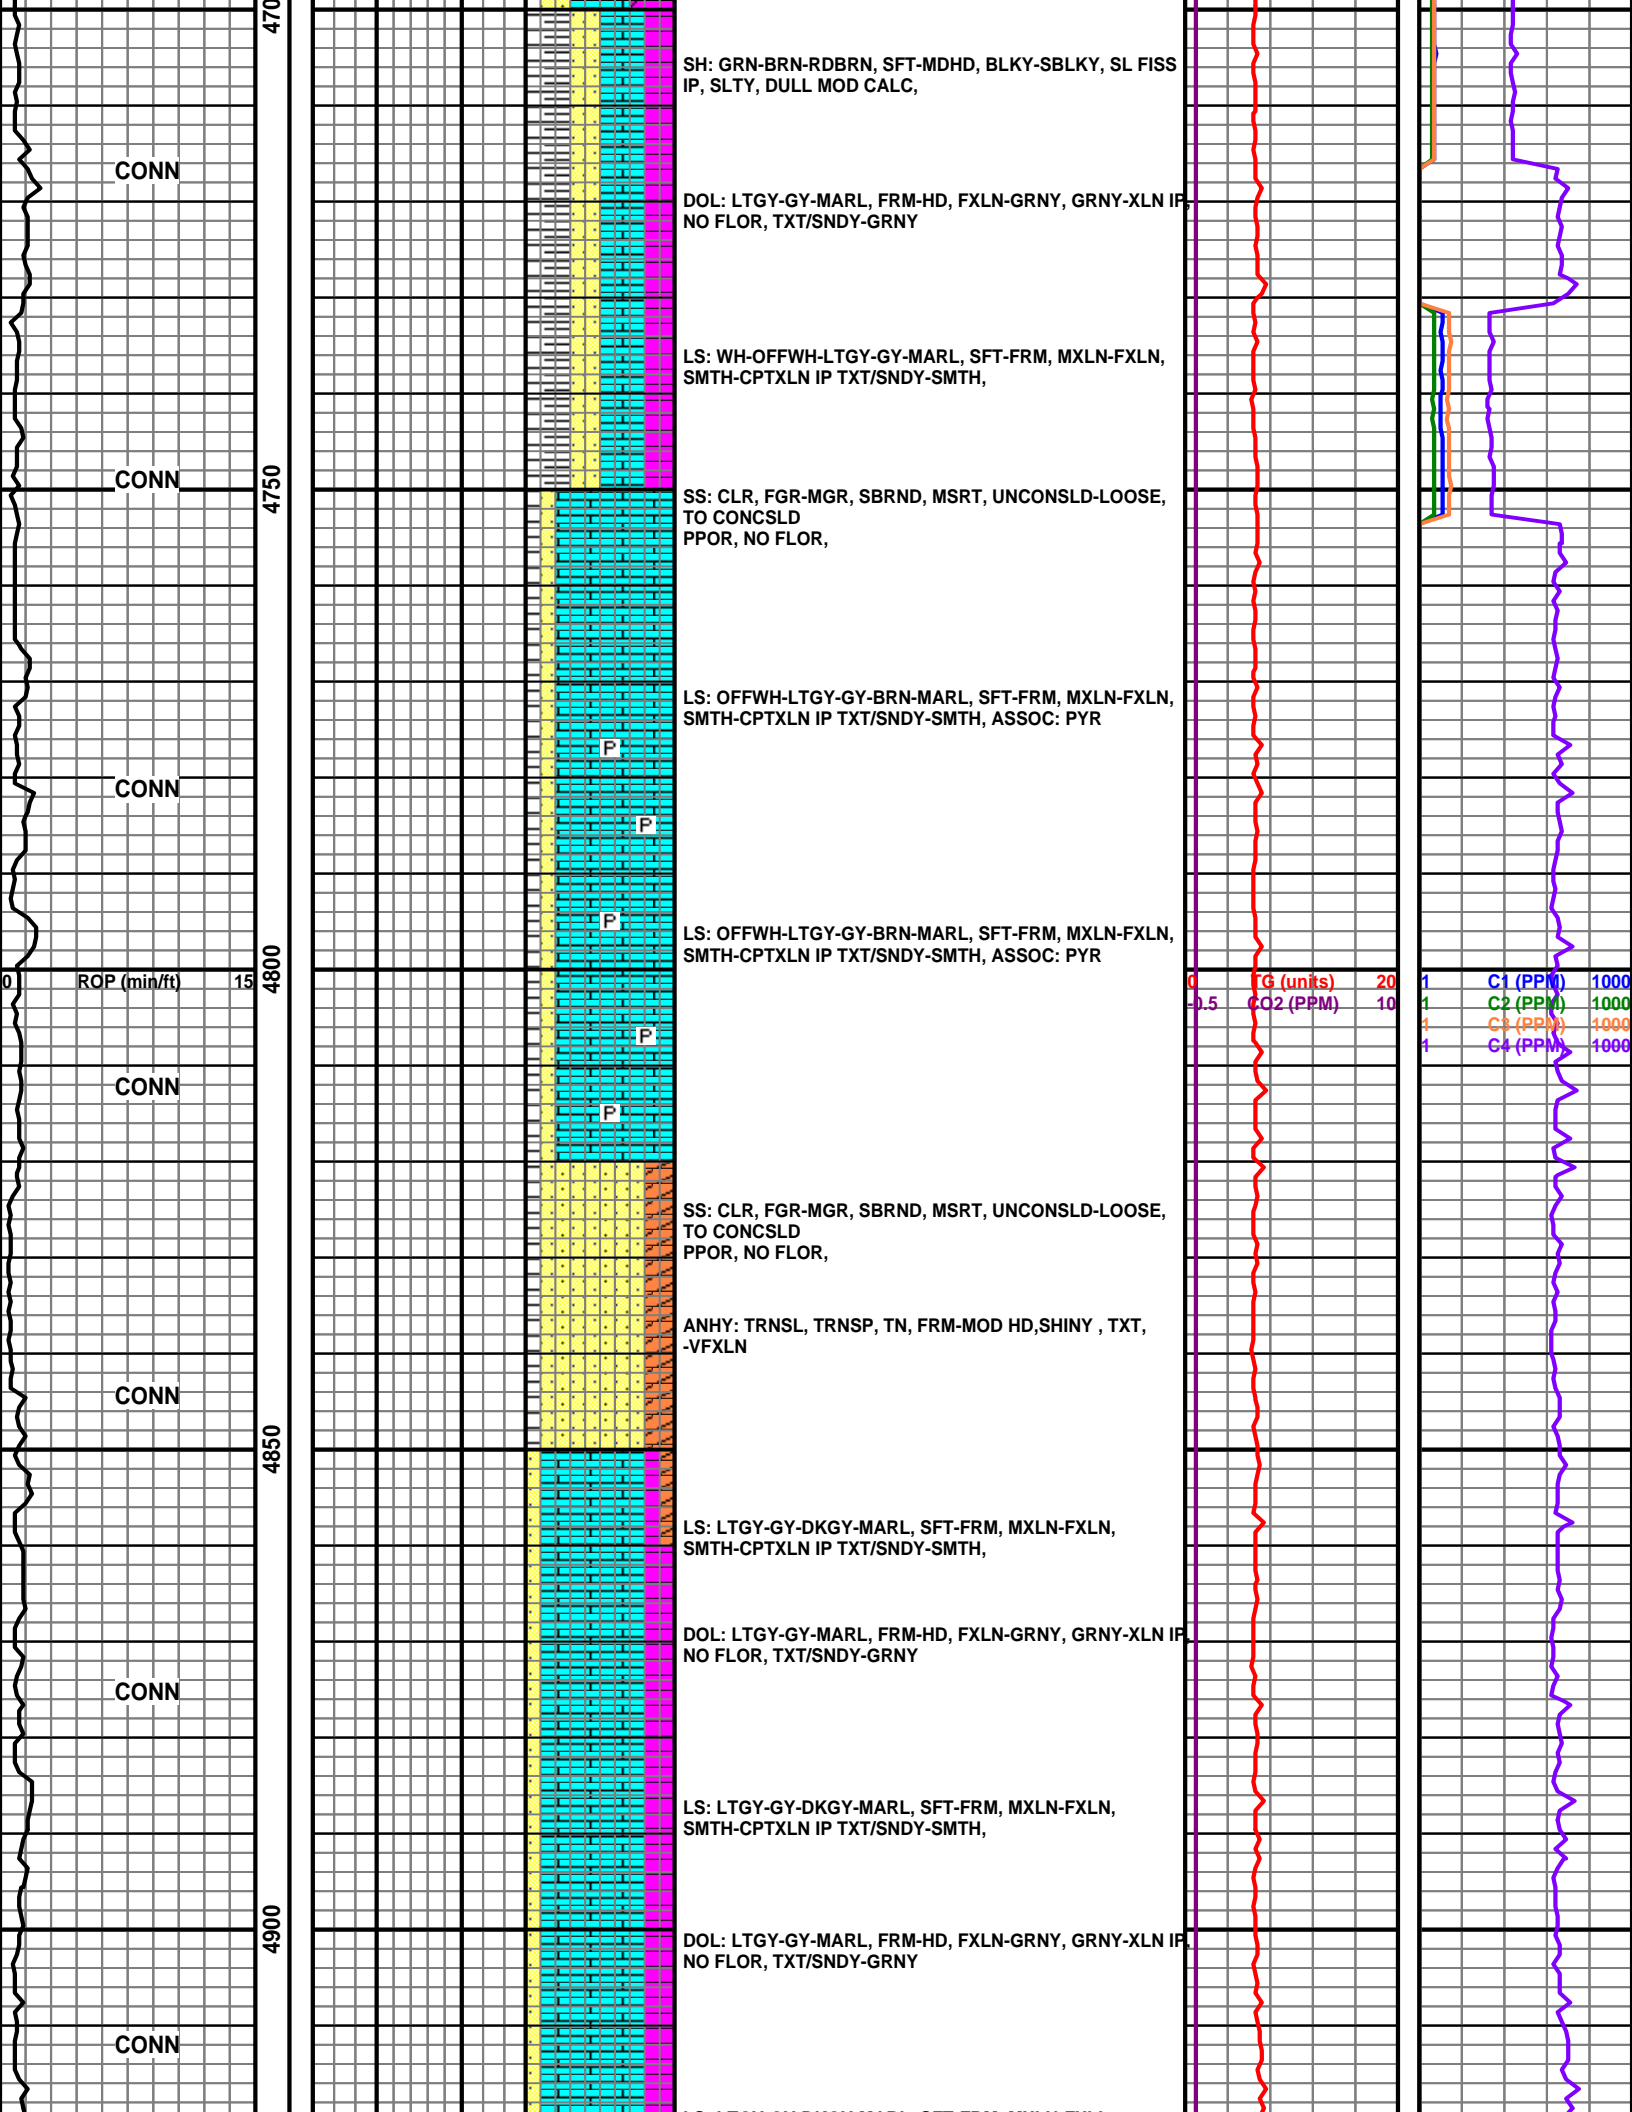 470
SH: GRN-BRN-RDBRN, SFT-MDHD, BLKY-SBLKY, SL FISS
IP, SLTY, DULL MOD CALC,
CONN
DOL: LTGY-GY-MARL, FRM-HD, FXLN-GRNY, GRNY-XLN IP,
NO FLOR, TXT/SNDY-GRNY
LS: WH-OFFWH-LTGY-GY-MARL, SFT-FRM, MXLN-FXLN,
SMTH-CPTXLN IP TXT/SNDY-SMTH,
CONN
4750
SS: CLR, FGR-MGR, SBRND, MSRT, UNCONSLD-LOOSE,
TO CONCSLD
PPOR, NO FLOR,
LS: OFFWH-LTGY-GY-BRN-MARL, SFT-FRM, MXLN-FXLN,
SMTH-CPTXLN IP TXT/SNDY-SMTH, ASSOC: PYR
P
CONN
P
P
LS: OFFWH-LTGY-GY-BRN-MARL, SFT-FRM, MXLN-FXLN,
SMTH-CPTXLN IP TXT/SNDY-SMTH, ASSOC: PYR
4800
0 ROP (min/ft) 15
0 TG (units) 20
1 C1 (PPM) 1000
-0.5 CO2 (PPM) 10
1 C2 (PPM) 1000
1 C3 (PPM) 1000
1 C4 (PPM) 1000
P
CONN
P
SS: CLR, FGR-MGR, SBRND, MSRT, UNCONSLD-LOOSE,
TO CONCSLD
PPOR, NO FLOR,
ANHY: TRNSL, TRNSP, TN, FRM-MOD HD,SHINY , TXT,
-VFXLN
CONN
4850
LS: LTGY-GY-DKGY-MARL, SFT-FRM, MXLN-FXLN,
SMTH-CPTXLN IP TXT/SNDY-SMTH,
DOL: LTGY-GY-MARL, FRM-HD, FXLN-GRNY, GRNY-XLN IP,
NO FLOR, TXT/SNDY-GRNY
CONN
LS: LTGY-GY-DKGY-MARL, SFT-FRM, MXLN-FXLN,
SMTH-CPTXLN IP TXT/SNDY-SMTH,
4900
DOL: LTGY-GY-MARL, FRM-HD, FXLN-GRNY, GRNY-XLN IP,
NO FLOR, TXT/SNDY-GRNY
CONN